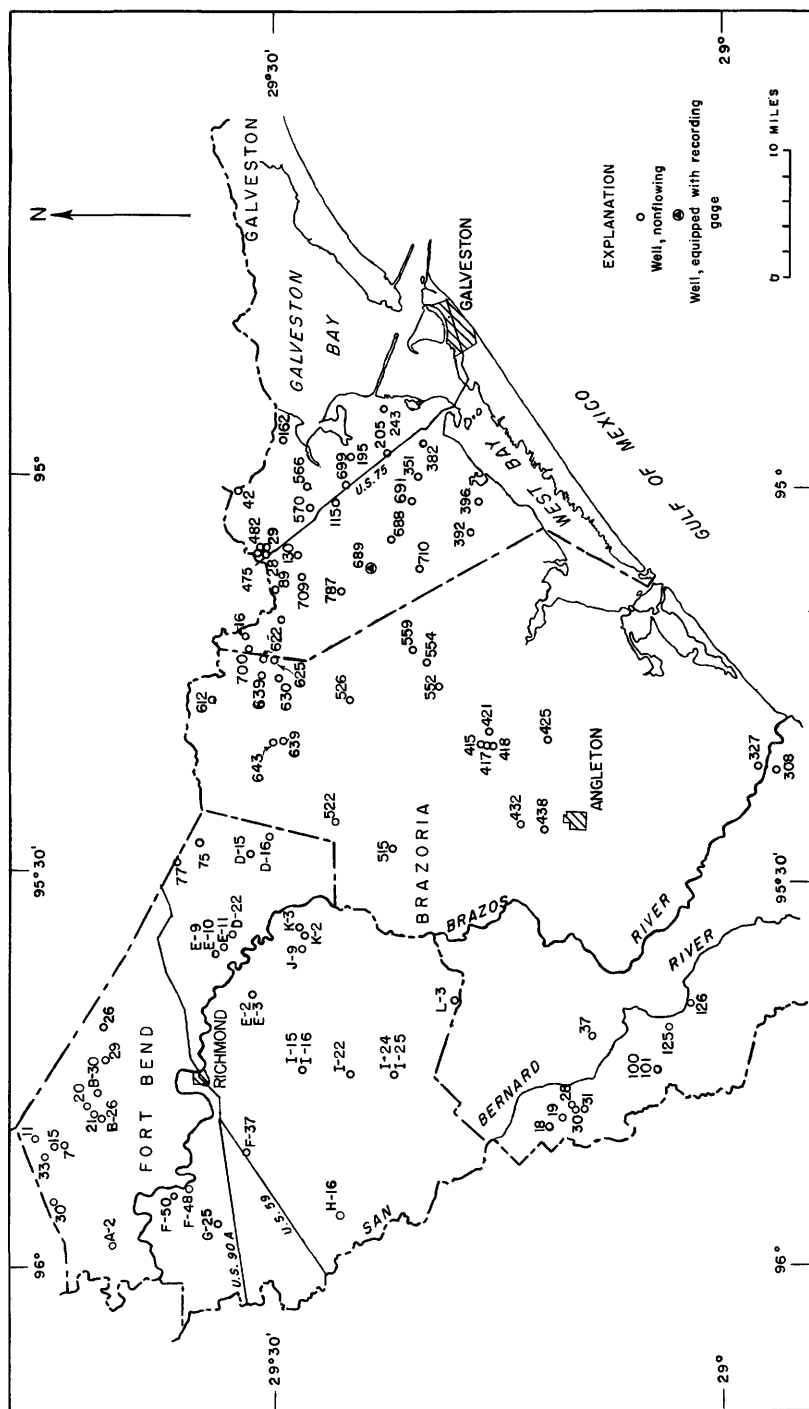 96°
95°30'
95°
29°30'
29°30'
29°
29°
N
GALVESTON
GALVESTON
BAY
GALVESTON
WEST BAY
GULF OF MEXICO
U.S.75
EXPLANATION
Well, nonflowing
Well, equipped with recording
gage
0
10 MILES
FORT BEND
RICHMOND
U.S. 90 A
U.S. 59
SAN
BERNARD
RIVER
BRAZORIA
BRAZOS
RIVER
ANGLETON
11
33
15
7
30
A-2
20
21
B-30
B-26
29
26
F-50
F-48
G-25
F-37
H-16
E-2
E-3
I-15
I-16
I-22
I-24
I-25
L-3
J-9
K-3
K-2
E-9
E-10
E-11
D-22
77
75
D-15
D-16
522
515
612
643
639
639
630
625
622
700
16
526
559
554
552
415
417
418
421
425
432
438
327
308
37
18
19
28
30
31
100
101
125
126
42
482
475
29
28
89
130
709
787
689
688
691
710
392
396
351
382
115
570
566
699
195
205
243
162